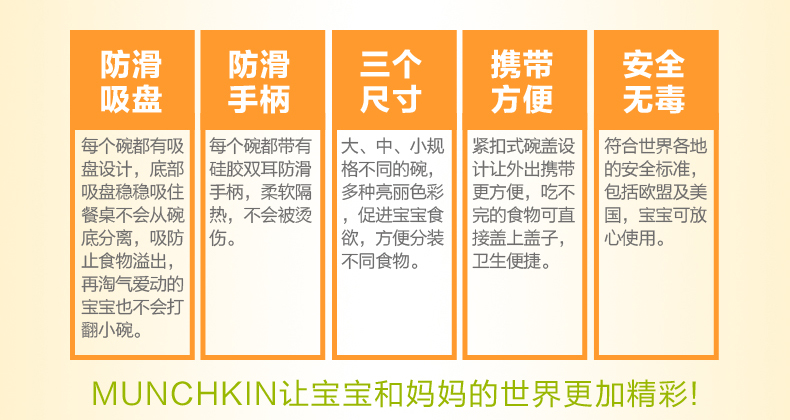 防滑
吸盘
每个碗都有吸
盘设计，底部
吸盘稳稳吸住
餐桌不会从碗
底分离，吸防
止食物溢出，
再淘气爱动的
宝宝也不会打
翻小碗。
防滑
手柄
每个碗都带有
硅胶双耳防滑
手柄，柔软隔
热，不会被烫
伤。
三个
尺寸
大、中、小规
格不同的碗，
多种亮丽色彩
，促进宝宝食
欲，方便分装
不同食物。
携带
方便
紧扣式碗盖设
计让外出携带
更方便，吃不
完的食物可直
接盖上盖子，
卫生便捷。
安全
无毒
符合世界各地
的安全标准，
包括欧盟及美
国，宝宝可放
心使用。
MUNCHKIN让宝宝和妈妈的世界更加精彩!